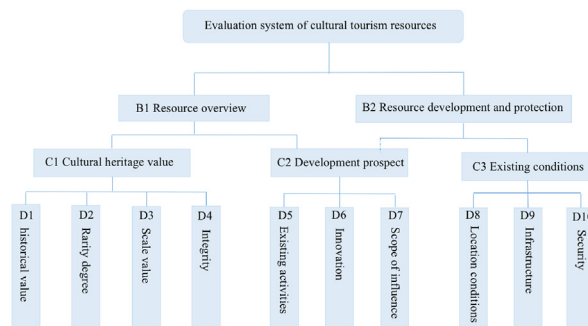 Evaluation system of cultural tourism resources
B1 Resource overview
B2 Resource development and protection
C1 Cultural heritage value
C2 Development prospect
C3 Existing conditions
D1
historical value
D2
Rarity degree
D3
Scale value
D4
Integrity
D5
Existing activities
D6
Innovation
D7
Scope of influence
D8
Location conditions
D9
Infrastructure
D10
Security